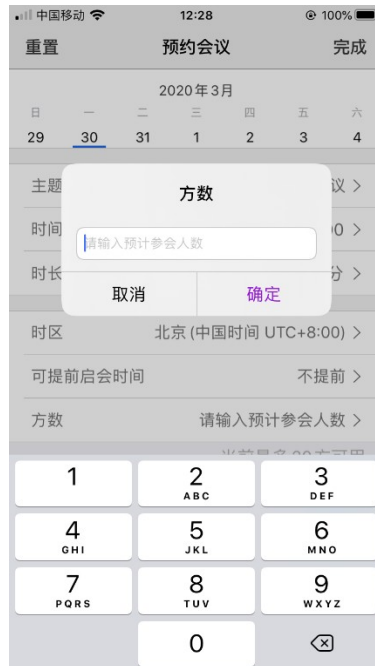 中国移动 12:28 100%
重置 预约会议 完成
2020年3月
日 一 二 三 四 五 六
29 30 31 1 2 3 4
主题 议 >
方数
时间 00 >
请输入预计参会人数
时长 分 >
取消 确定
时区 北京 (中国时间 UTC+8:00) >
可提前启会时间 不提前 >
方数 请输入预计参会人数 >
1 2 3
ABC DEF
4 5 6
GHI JKL MNO
7 8 9
PQRS TUV WXYZ
0